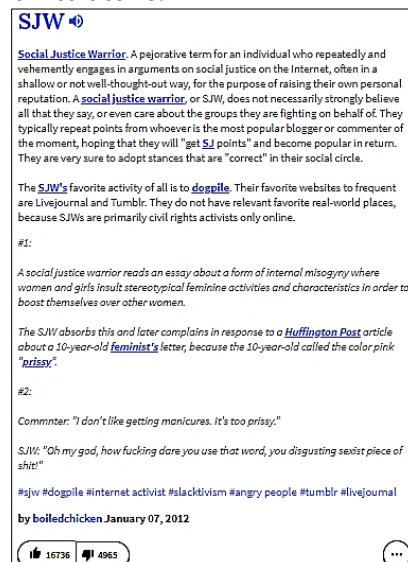 SJW
Social Justice Warrior. A pejorative term for an individual who repeatedly and
vehemently engages in arguments on social justice on the Internet, often in a
shallow or not well-thought-out way, for the purpose of raising their own personal
reputation. A social justice warrior, or SJW, does not necessarily strongly believe
all that they say, or even care about the groups they are fighting on behalf of. They
typically repeat points from whoever is the most popular blogger or commenter of
the moment, hoping that they will "get SJ points" and become popular in return.
They are very sure to adopt stances that are "correct" in their social circle.
The SJW's favorite activity of all is to dogpile. Their favorite websites to frequent
are Livejournal and Tumblr. They do not have relevant favorite real-world places,
because SJWs are primarily civil rights activists only online.
#1:
A social justice warrior reads an essay about a form of internal misogyny where
women and girls insult stereotypical feminine activities and characteristics in order to
boost themselves over other women.
The SJW absorbs this and later complains in response to a Huffington Post article
about a 10-year-old feminist's letter, because the 10-year-old called the color pink
"prissy".
#2:
Commnter: "I don't like getting manicures. It's too prissy."
SJW: "Oh my god, how fucking dare you use that word, you disgusting sexist piece of
shit!"
#sjw #dogpile #internet activist #slacktivism #angry people #tumblr #livejournal
by boiledchicken January 07, 2012
16736 4965